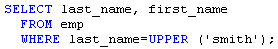 SELECT last_name, first_name
FROM emp
WHERE last_name=UPPER ('smith');